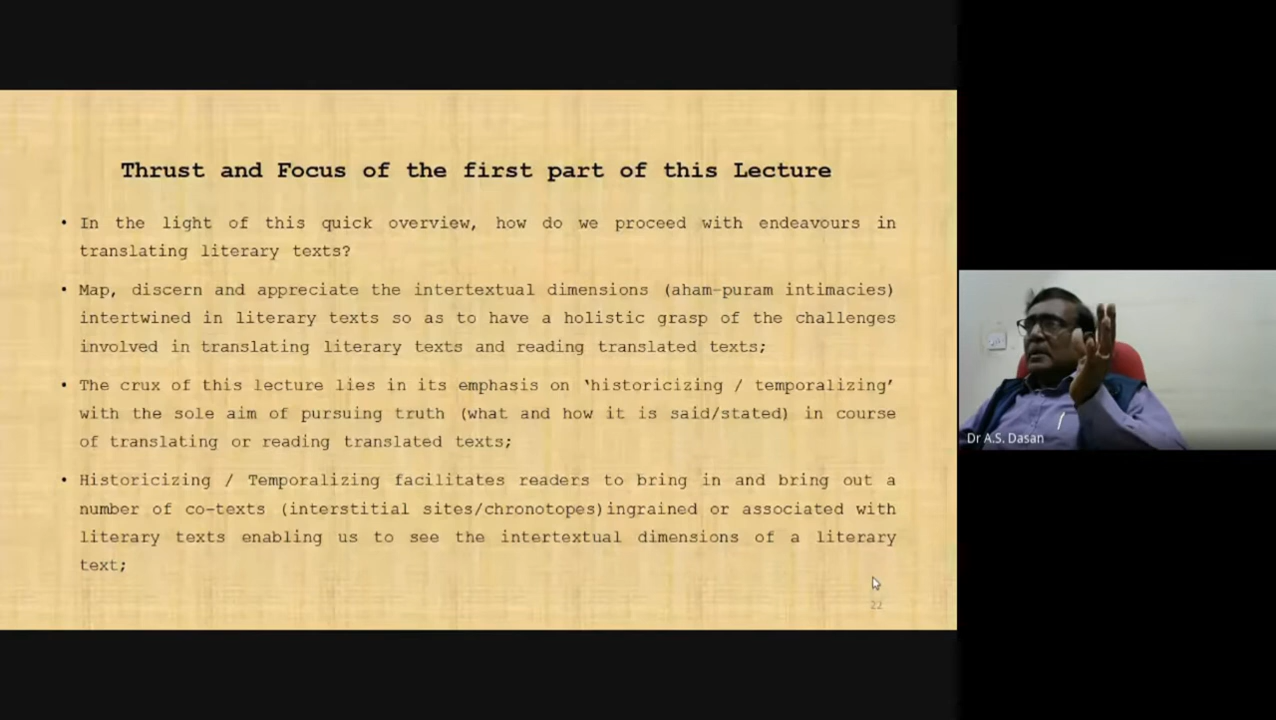 Thrust and Focus of the first part of this Lecture
• In the light of this quick overview, how do we proceed with endeavours in
translating literary texts?
• Map, discern and appreciate the intertextual dimensions (aham-puram intimacies)
intertwined in literary texts so as to have a holistic grasp of the challenges
involved in translating literary texts and reading translated texts;
• The crux of this lecture lies in its emphasis on ‘historicizing / temporalizing’
with the sole aim of pursuing truth (what and how it is said/stated) in course
of translating or reading translated texts;
• Historicizing / Temporalizing facilitates readers to bring in and bring out a
number of co-texts (interstitial sites/chronotopes)ingrained or associated with
literary texts enabling us to see the intertextual dimensions of a literary
text;
22
Dr A.S. Dasan